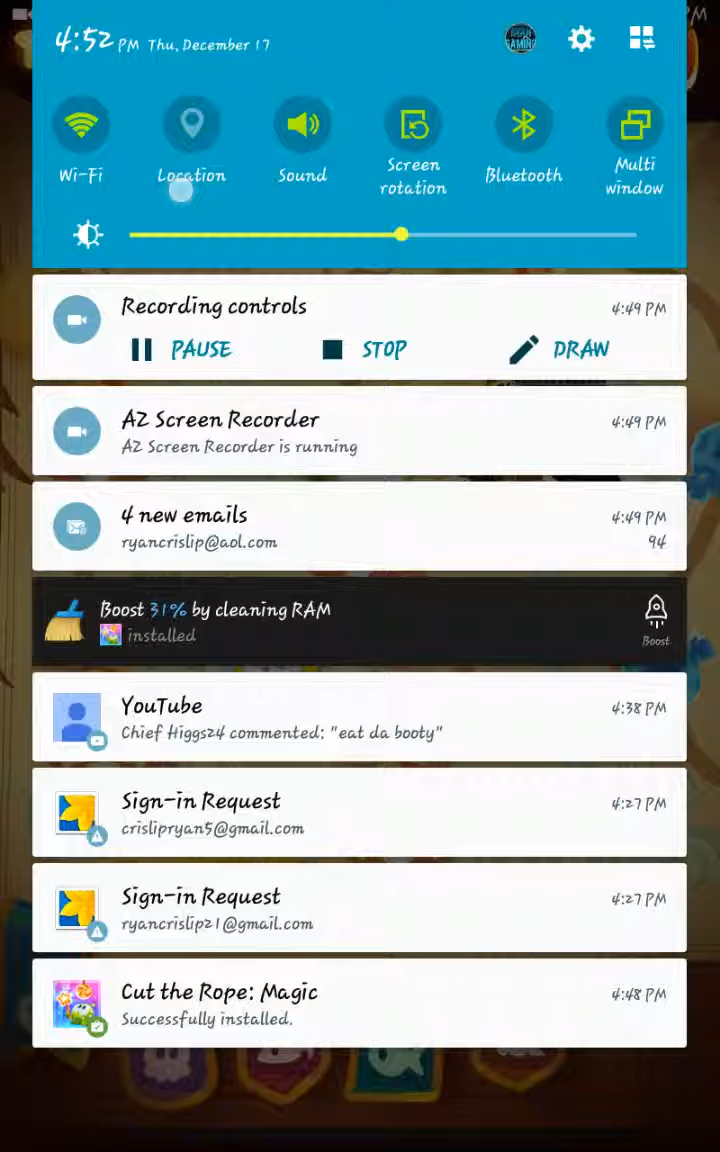 PM
4:52 PM Thu, December 17
GAMING
Wi-Fi
Location
Sound
Screen rotation
Bluetooth
Multi window
Recording controls
4:49 PM
PAUSE
STOP
DRAW
AZ Screen Recorder
4:49 PM
AZ Screen Recorder is running
4 new emails
4:49 PM
ryancrislip@aol.com
94
Boost 31% by cleaning RAM
installed
Boost
YouTube
4:38 PM
Chief Higgs24 commented: "eat da booty"
Sign-in Request
4:27 PM
crislipryan5@gmail.com
Sign-in Request
4:27 PM
ryancrislip21@gmail.com
Cut the Rope: Magic
4:48 PM
Successfully installed.